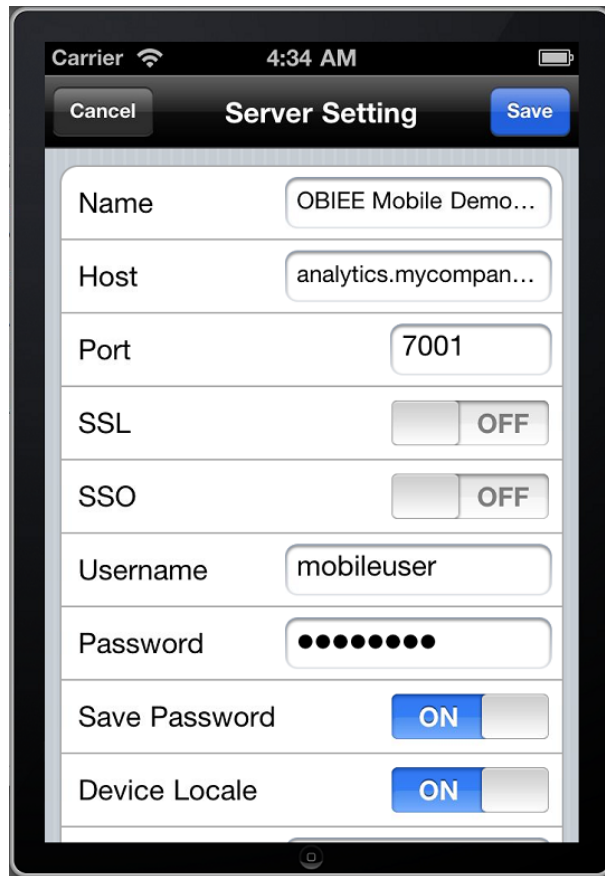 Carrier 4:34 AM
Cancel Server Setting Save
Name OBIEE Mobile Demo...
Host analytics.mycompan...
Port 7001
SSL OFF
SSO OFF
Username mobileuser
Password ●●●●●●●●
Save Password ON
Device Locale ON